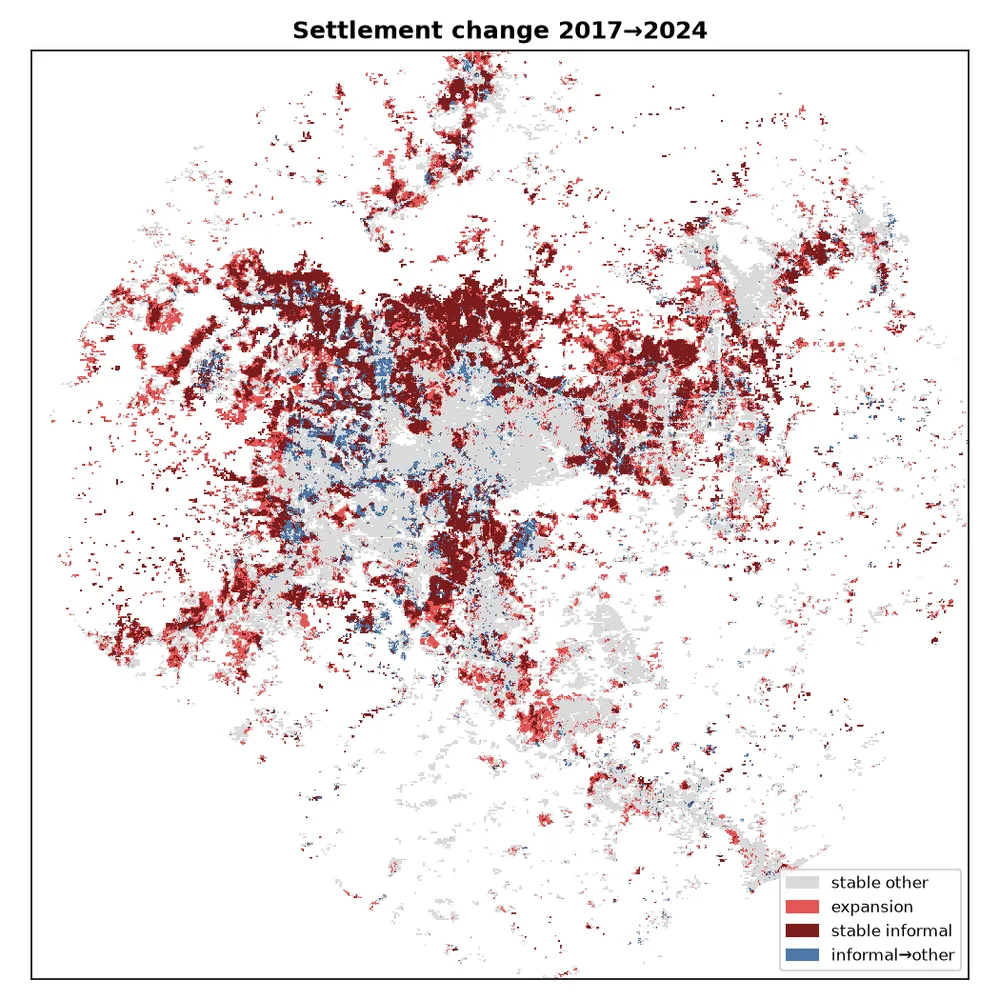 Settlement change 2017→2024
stable other
expansion
stable informal
informal→other